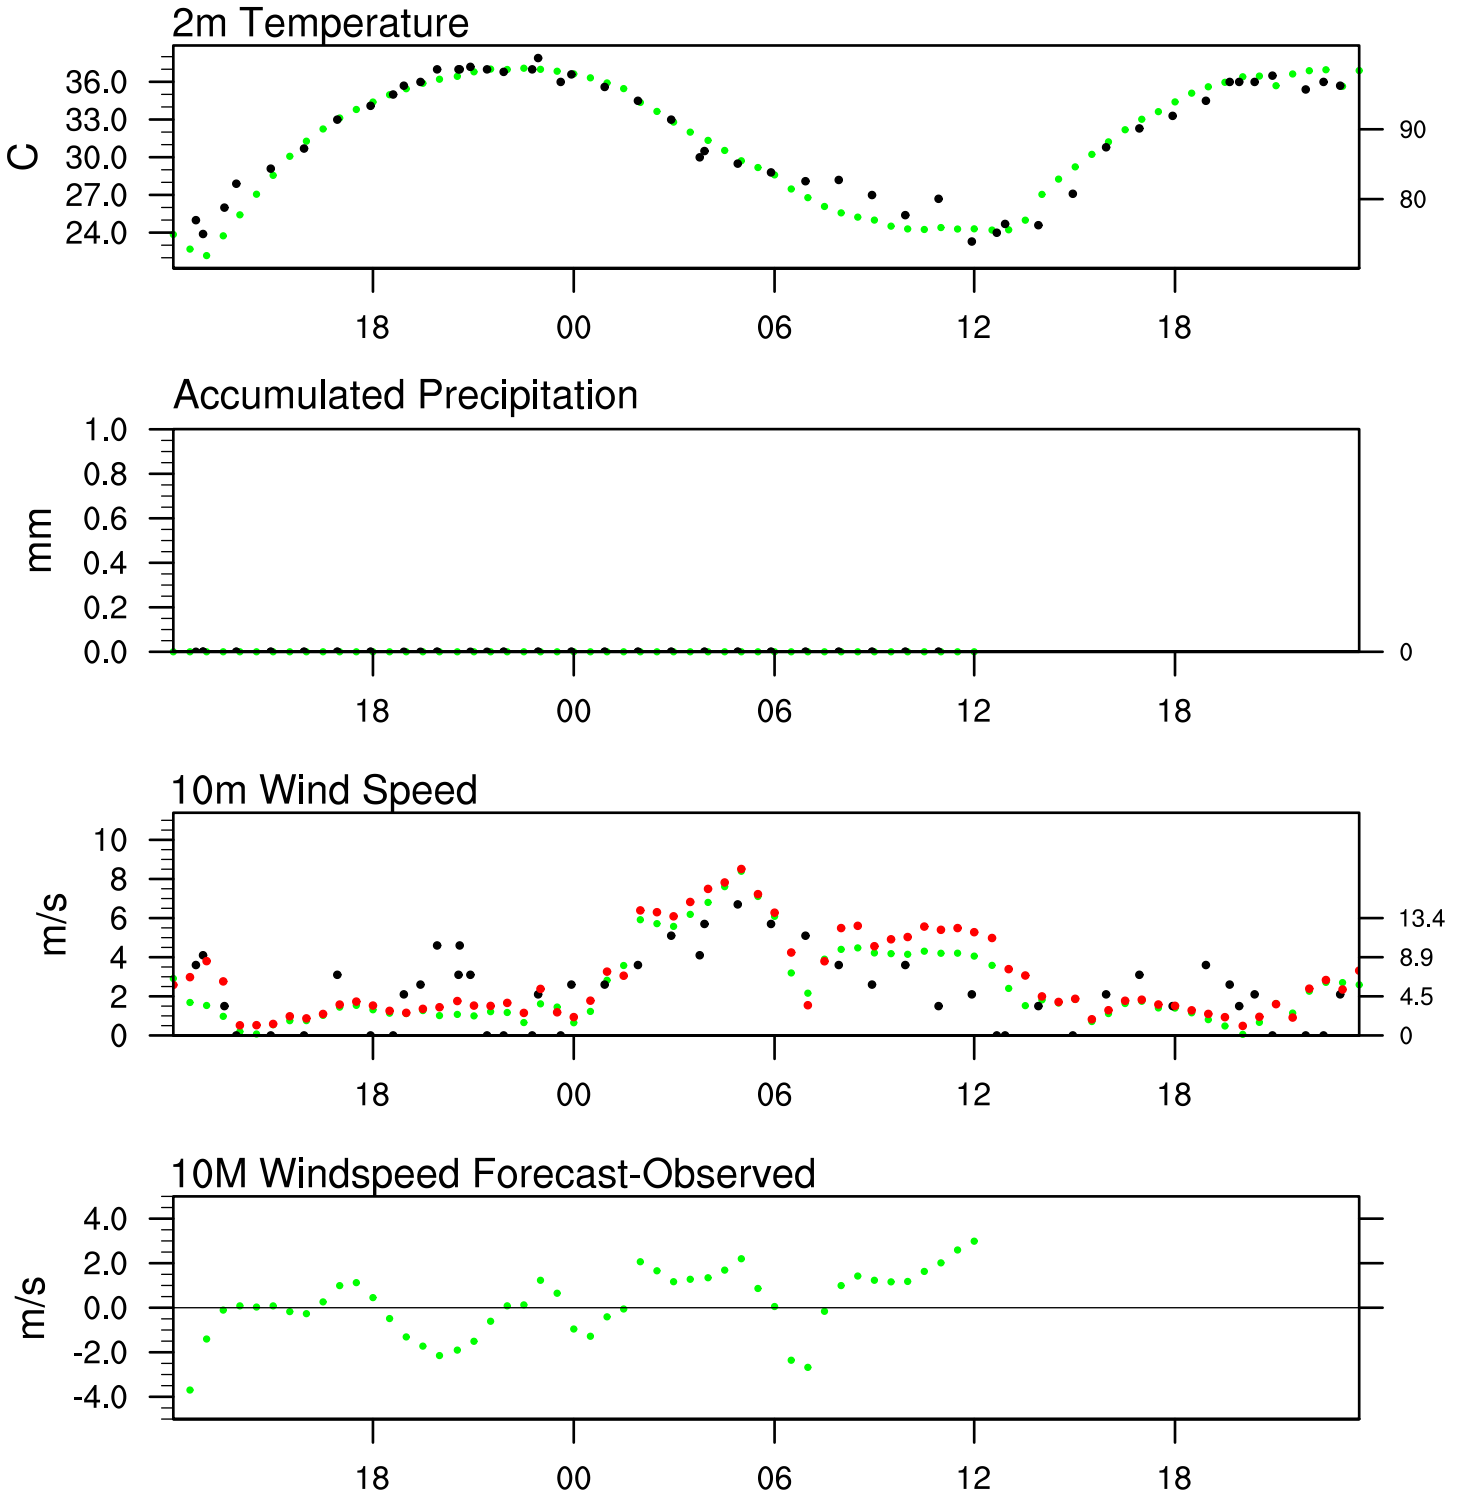 2m Temperature
36.0
33.0
30.0
27.0
24.0
C
90
80
18 00 06 12 18
Accumulated Precipitation
1.0
0.8
0.6
0.4
0.2
0.0
mm
0
18 00 06 12 18
10m Wind Speed
10
8
6
4
2
0
m/s
13.4
8.9
4.5
0
18 00 06 12 18
10M Windspeed Forecast-Observed
4.0
2.0
0.0
-2.0
-4.0
m/s
18 00 06 12 18